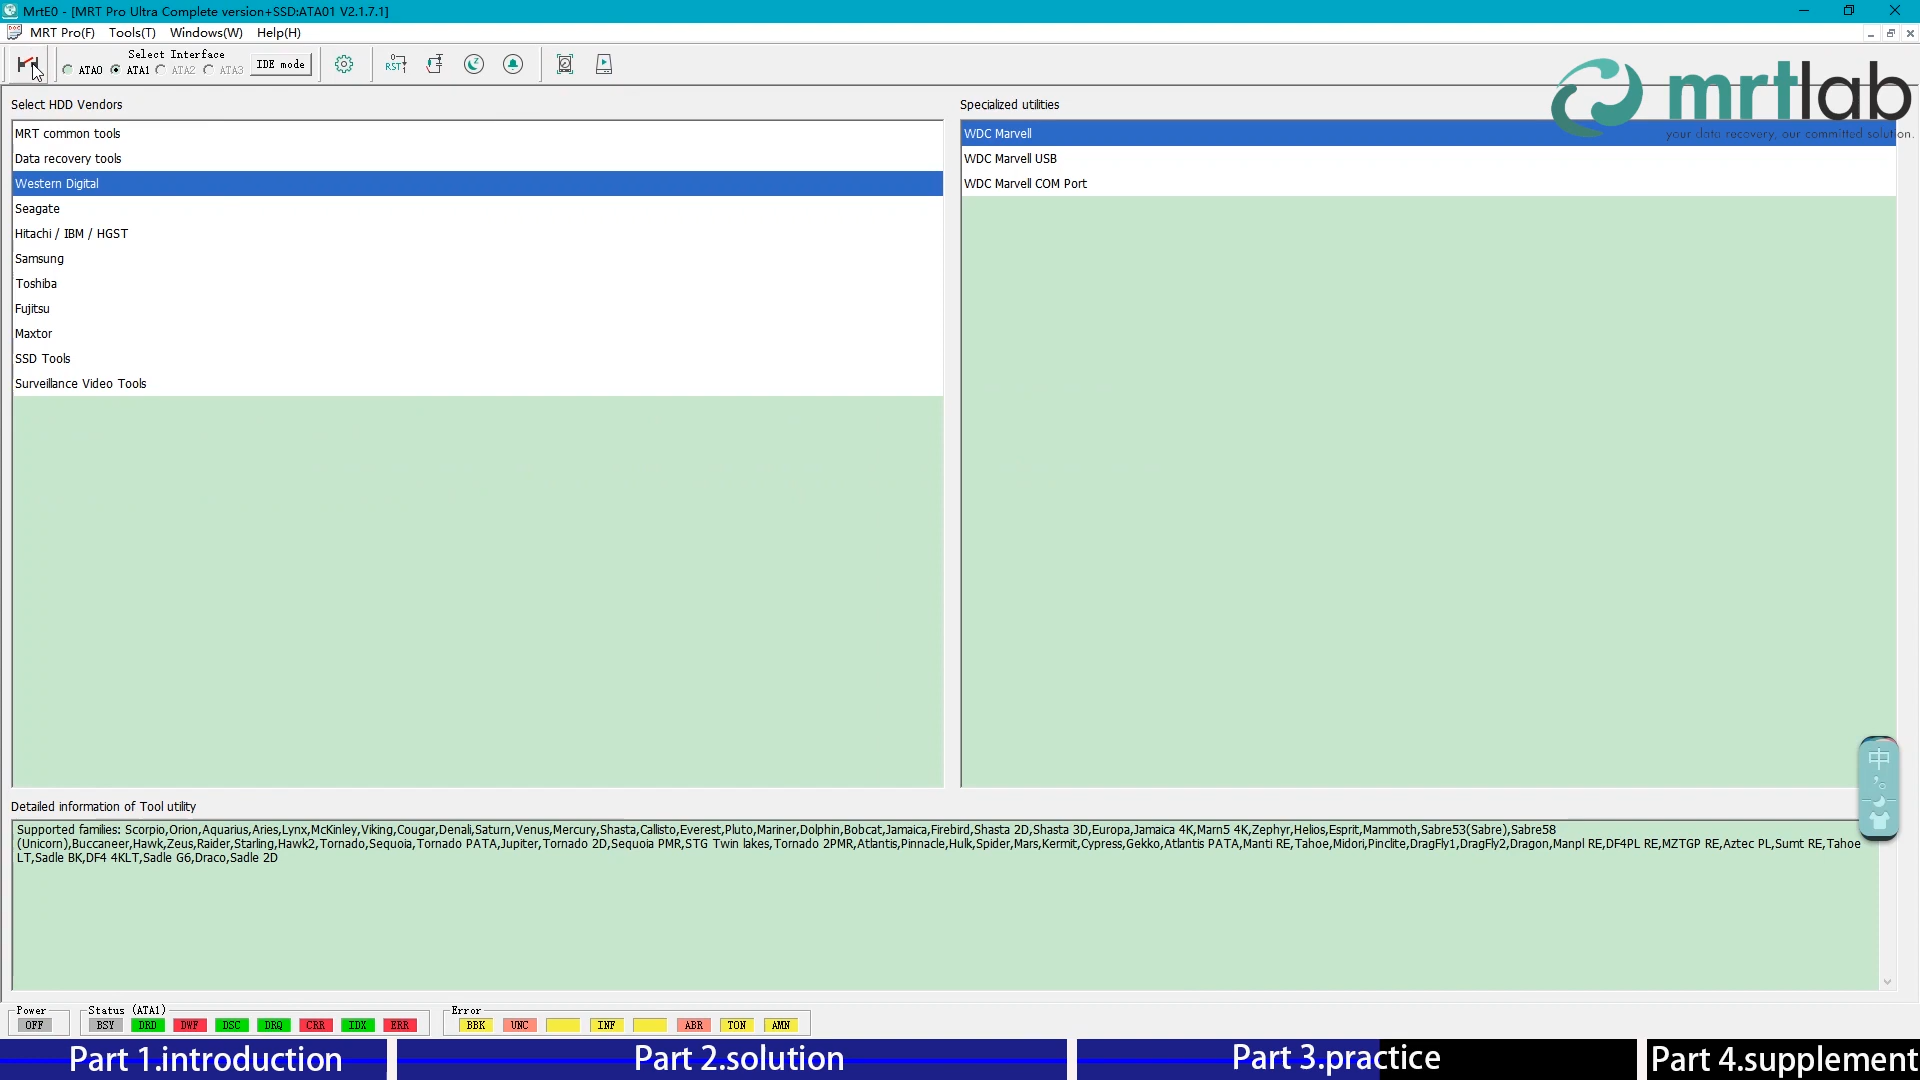 MrtE0 - [MRT Pro Ultra Complete version+SSD:ATA01 V2.1.7.1]
MRT Pro(F) Tools(T) Windows(W) Help(H)
Select Interface
ATA0 ATA1 ATA2 ATA3 IDE mode
RST
mrtlab
your data recovery, our committed solution.
Select HDD Vendors
MRT common tools
Data recovery tools
Western Digital
Seagate
Hitachi / IBM / HGST
Samsung
Toshiba
Fujitsu
Maxtor
SSD Tools
Surveillance Video Tools
Specialized utilities
WDC Marvell
WDC Marvell USB
WDC Marvell COM Port
中
Detailed information of Tool utility
Supported families: Scorpio,Orion,Aquarius,Aries,Lynx,McKinley,Viking,Cougar,Denali,Saturn,Venus,Mercury,Shasta,Callisto,Everest,Pluto,Mariner,Dolphin,Bobcat,Jamaica,Firebird,Shasta 2D,Shasta 3D,Europa,Jamaica 4K,Marn5 4K,Zephyr,Helios,Esprit,Mammoth,Sabre53(Sabre),Sabre58
(Unicorn),Buccaneer,Hawk,Zeus,Raider,Starling,Hawk2,Tornado,Sequoia,Tornado PATA,Jupiter,Tornado 2D,Sequoia PMR,STG Twin lakes,Tornado 2PMR,Atlantis,Pinnacle,Hulk,Spider,Mars,Kermit,Cypress,Gekko,Atlantis PATA,Manti RE,Tahoe,Midori,Pinclite,DragFly1,DragFly2,Dragon,Manpl RE,DF4PL RE,MZTGP RE,Aztec PL,Sumt RE,Tahoe
LT,Sadle BK,DF4 4KLT,Sadle G6,Draco,Sadle 2D
Power
OFF
Status (ATA1)
BSY DRD DWF DSC DRQ CRR IDX ERR
Error
BBK UNC INF ABR TON AMN
Part 1.introduction
Part 2.solution
Part 3.practice
Part 4.supplement